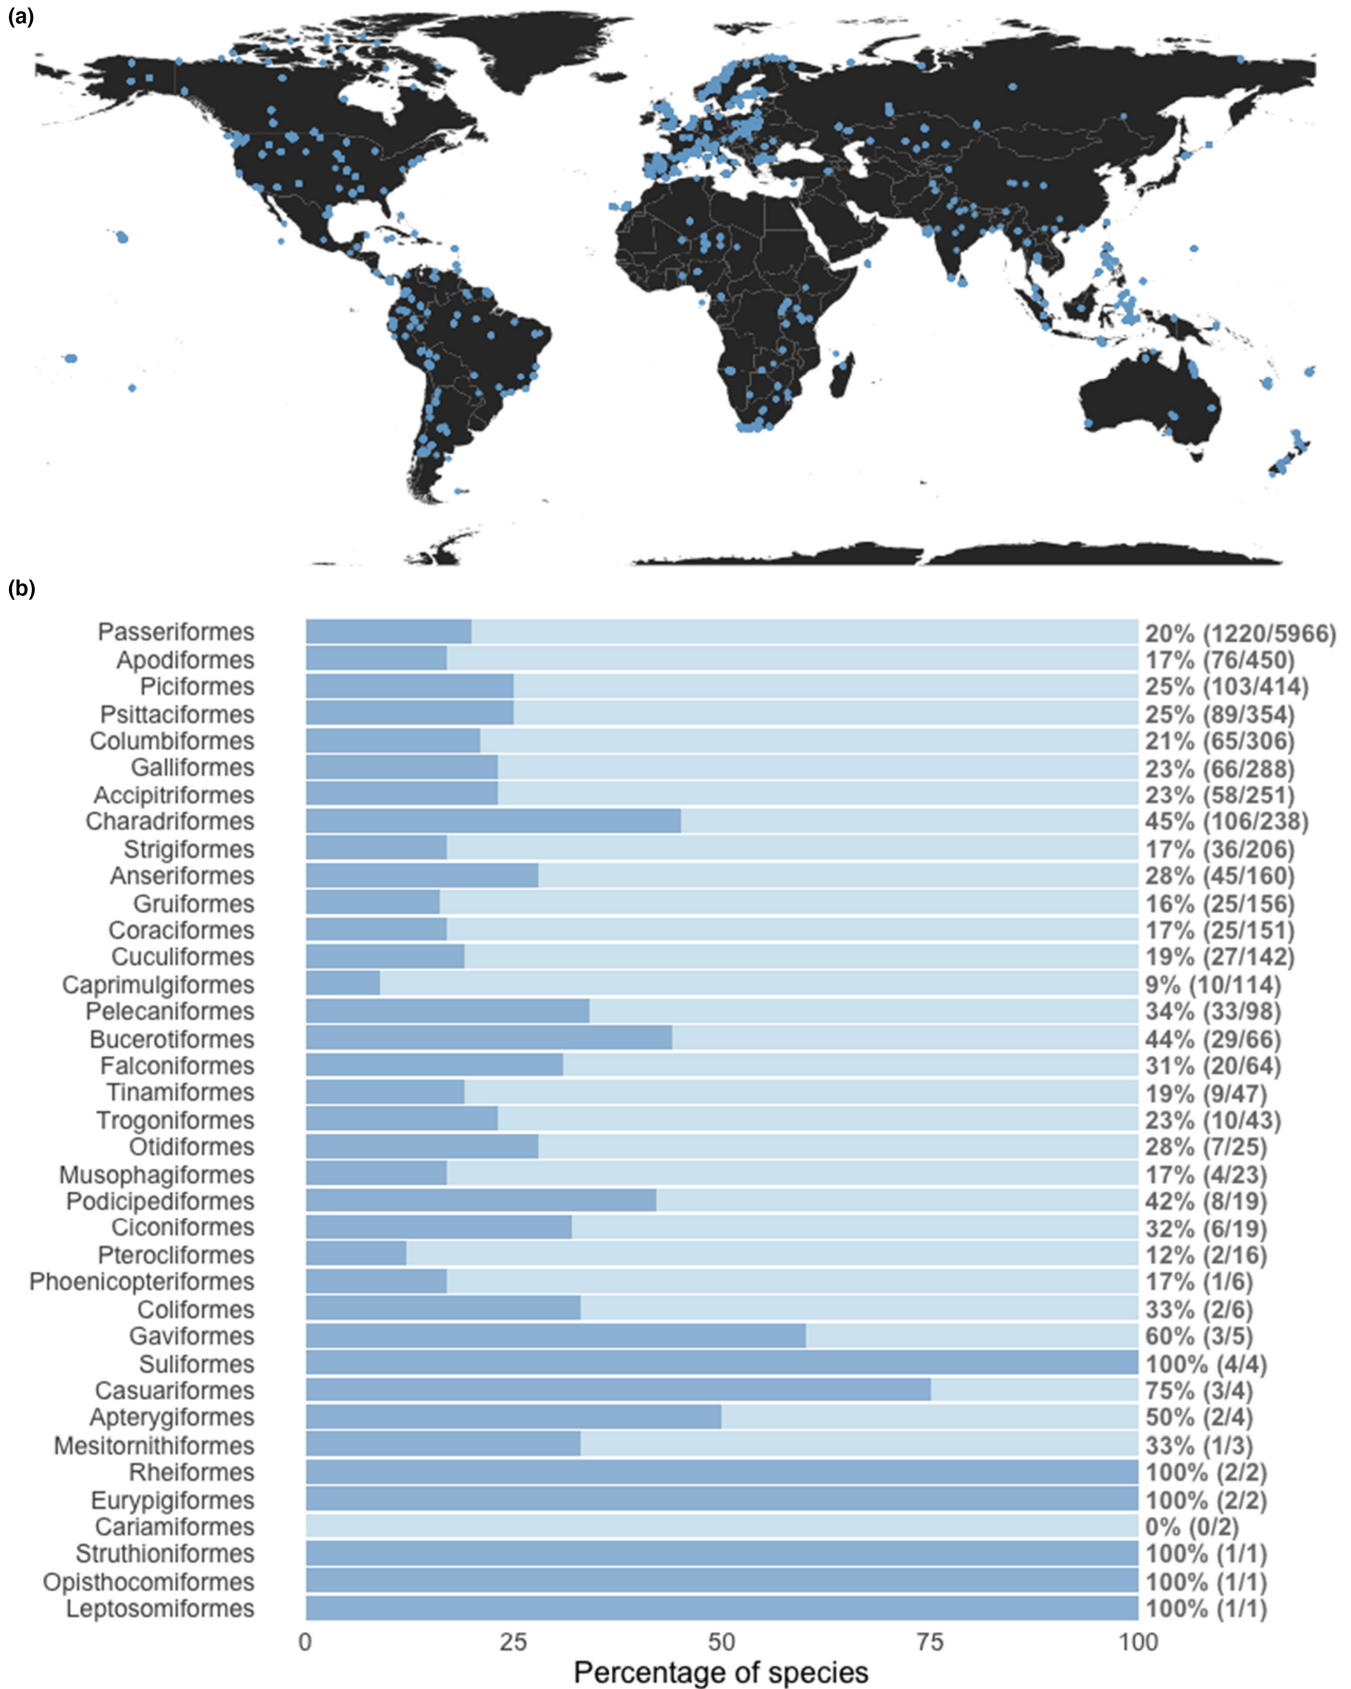 (a)
(b)
Passeriformes 20% (1220/5966)
Apodiformes 17% (76/450)
Piciformes 25% (103/414)
Psittaciformes 25% (89/354)
Columbiformes 21% (65/306)
Galliformes 23% (66/288)
Accipitriformes 23% (58/251)
Charadriformes 45% (106/238)
Strigiformes 17% (36/206)
Anseriformes 28% (45/160)
Gruiformes 16% (25/156)
Coraciformes 17% (25/151)
Cuculiformes 19% (27/142)
Caprimulgiformes 9% (10/114)
Pelecaniformes 34% (33/98)
Bucerotiformes 44% (29/66)
Falconiformes 31% (20/64)
Tinamiformes 19% (9/47)
Trogoniformes 23% (10/43)
Otidiformes 28% (7/25)
Musophagiformes 17% (4/23)
Podicipediformes 42% (8/19)
Ciconiformes 32% (6/19)
Pterocliformes 12% (2/16)
Phoenicopteriformes 17% (1/6)
Coliformes 33% (2/6)
Gaviformes 60% (3/5)
Suliformes 100% (4/4)
Casuariformes 75% (3/4)
Apterygiformes 50% (2/4)
Mesitornithiformes 33% (1/3)
Rheiformes 100% (2/2)
Eurypigiformes 100% (2/2)
Cariamiformes 0% (0/2)
Struthioniformes 100% (1/1)
Opisthocomiformes 100% (1/1)
Leptosomiformes 100% (1/1)
0 25 50 75 100
Percentage of species